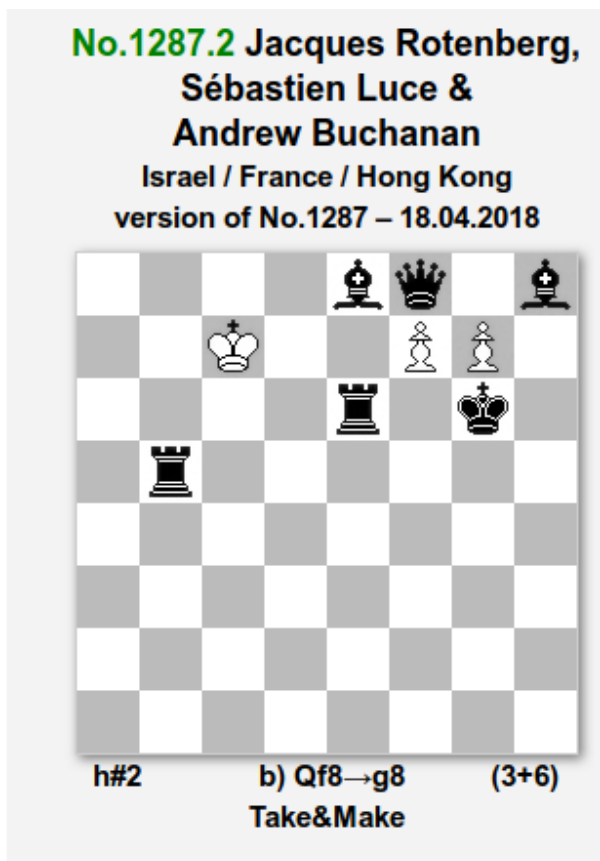 No.1287.2 Jacques Rotenberg,
Sébastien Luce &
Andrew Buchanan
Israel / France / Hong Kong
version of No.1287 – 18.04.2018
h#2 b) Qf8→g8 (3+6)
Take&Make